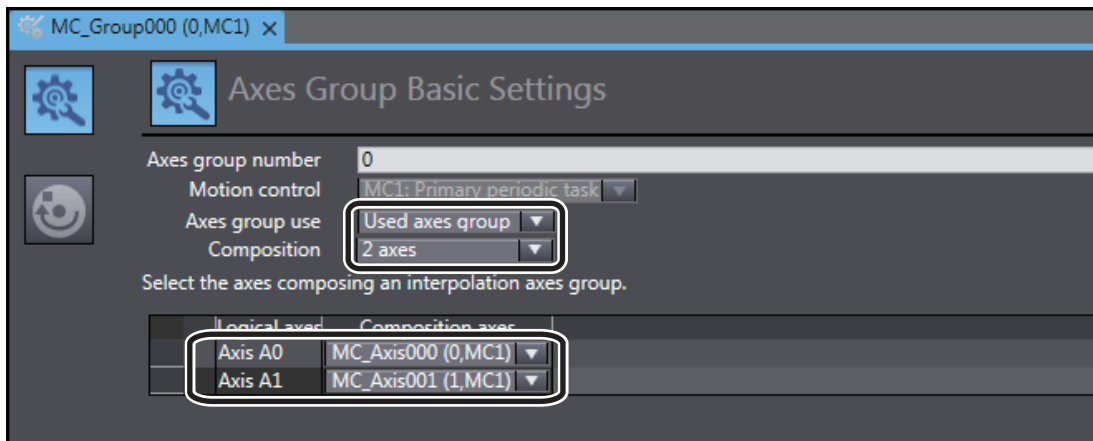 MC_Group000 (0,MC1) ×
Axes Group Basic Settings
Axes group number 0
Motion control MC1: Primary periodic task
Axes group use Used axes group
Composition 2 axes
Select the axes composing an interpolation axes group.
Logical axes Composition axes
Axis A0 MC_Axis000 (0,MC1)
Axis A1 MC_Axis001 (1,MC1)